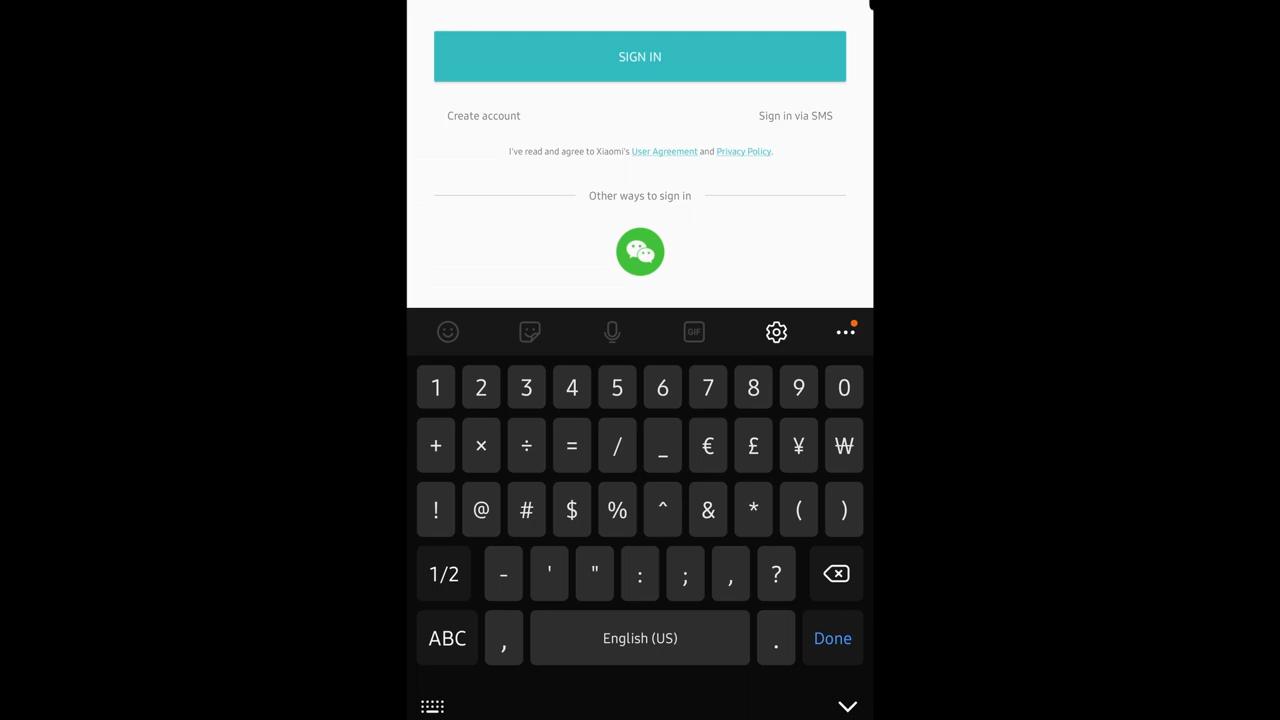 SIGN IN
Create account Sign in via SMS
I've read and agree to Xiaomi's User Agreement and Privacy Policy.
Other ways to sign in
GIF
1 2 3 4 5 6 7 8 9 0
+ × ÷ = / _ € £ ¥ ₩
! @ # $ % ^ & * ( )
1/2 - ' " : ; , ?
ABC , English (US) . Done